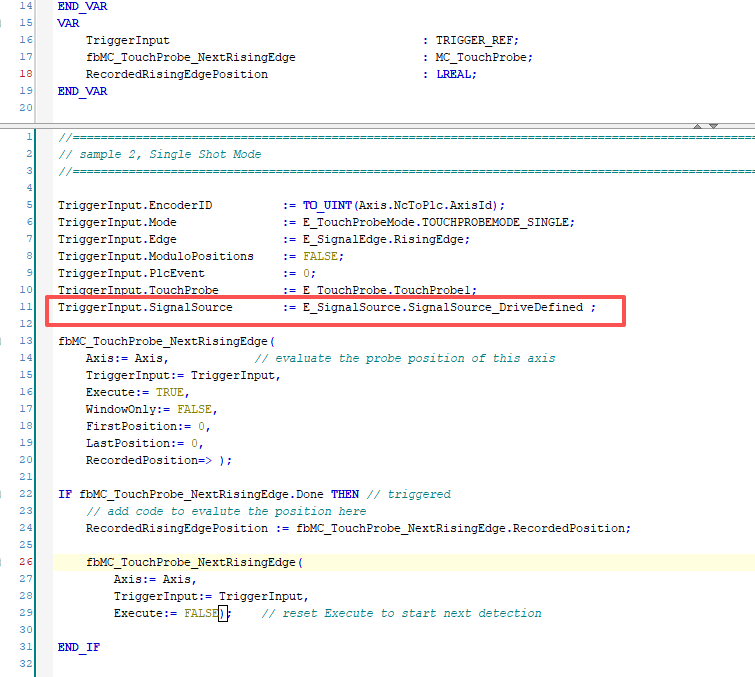 14 END_VAR
15 VAR
16 TriggerInput : TRIGGER_REF;
17 fbMC_TouchProbe_NextRisingEdge : MC_TouchProbe;
18 RecordedRisingEdgePosition : LREAL;
19 END_VAR
20
1 //==================================================================================================
2 // sample 2, Single Shot Mode
3 //==================================================================================================
4
5 TriggerInput.EncoderID := TO_UINT(Axis.NcToPlc.AxisId);
6 TriggerInput.Mode := E_TouchProbeMode.TOUCHPROBEMODE_SINGLE;
7 TriggerInput.Edge := E_SignalEdge.RisingEdge;
8 TriggerInput.ModuloPositions := FALSE;
9 TriggerInput.PlcEvent := 0;
10 TriggerInput.TouchProbe := E_TouchProbe.TouchProbe1;
11 TriggerInput.SignalSource := E_SignalSource.SignalSource_DriveDefined ;
12
13 fbMC_TouchProbe_NextRisingEdge(
14 Axis:= Axis, // evaluate the probe position of this axis
15 TriggerInput:= TriggerInput,
16 Execute:= TRUE,
17 WindowOnly:= FALSE,
18 FirstPosition:= 0,
19 LastPosition:= 0,
20 RecordedPosition=> );
21
22 IF fbMC_TouchProbe_NextRisingEdge.Done THEN // triggered
23 // add code to evalute the position here
24 RecordedRisingEdgePosition := fbMC_TouchProbe_NextRisingEdge.RecordedPosition;
25
26 fbMC_TouchProbe_NextRisingEdge(
27 Axis:= Axis,
28 TriggerInput:= TriggerInput,
29 Execute:= FALSE); // reset Execute to start next detection
30
31 END_IF
32